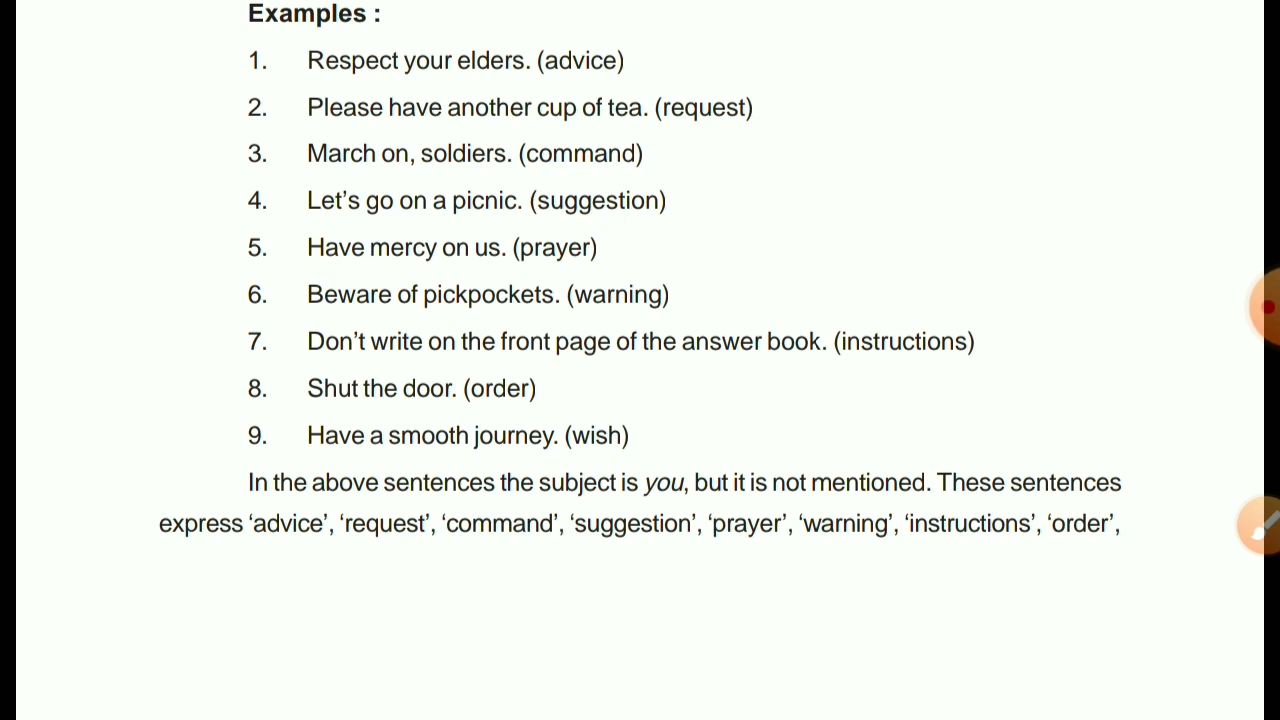 Examples :
1. Respect your elders. (advice)
2. Please have another cup of tea. (request)
3. March on, soldiers. (command)
4. Let’s go on a picnic. (suggestion)
5. Have mercy on us. (prayer)
6. Beware of pickpockets. (warning)
7. Don’t write on the front page of the answer book. (instructions)
8. Shut the door. (order)
9. Have a smooth journey. (wish)
In the above sentences the subject is you, but it is not mentioned. These sentences
express ‘advice’, ‘request’, ‘command’, ‘suggestion’, ‘prayer’, ‘warning’, ‘instructions’, ‘order’,